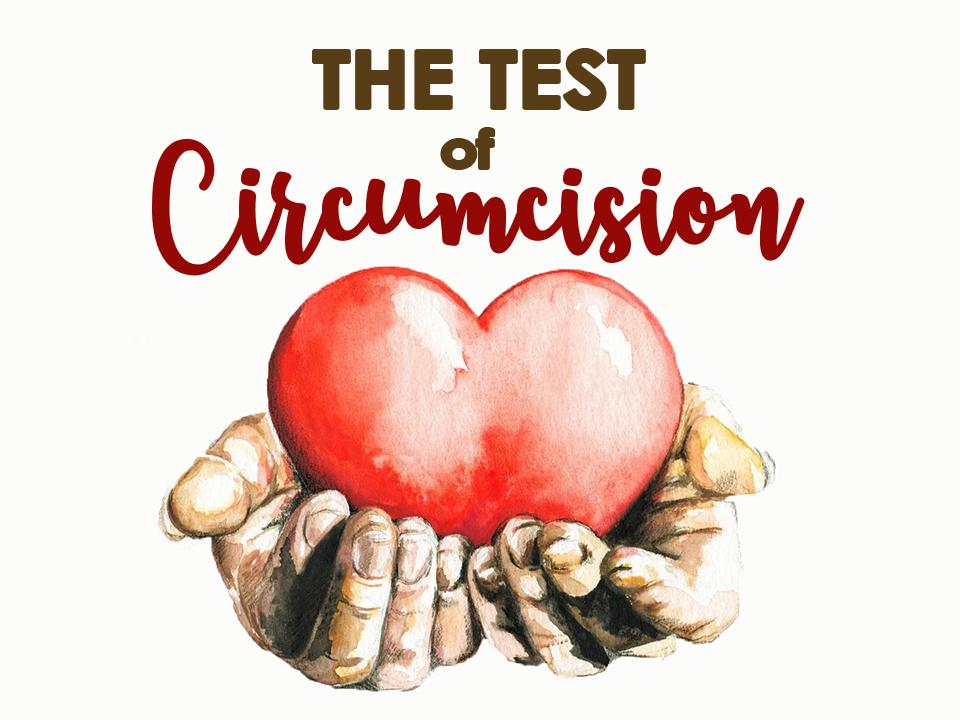 THE TEST
of
Circumcision